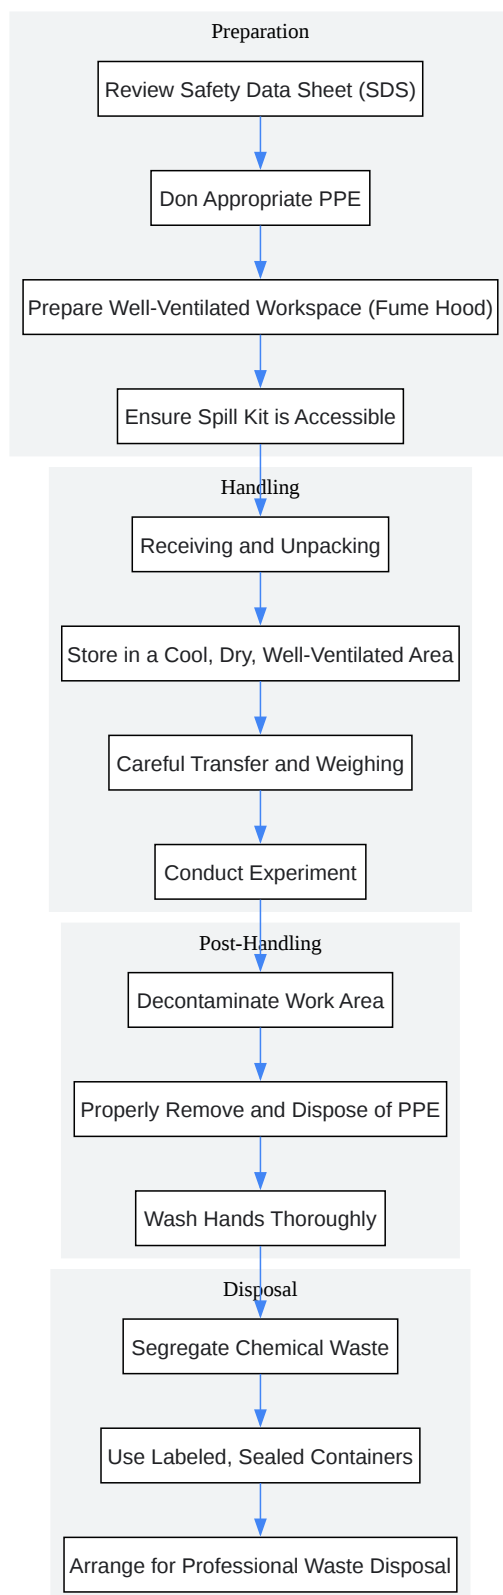 Preparation
Review Safety Data Sheet (SDS)
Don Appropriate PPE
Prepare Well-Ventilated Workspace (Fume Hood)
Ensure Spill Kit is Accessible
Handling
Receiving and Unpacking
Store in a Cool, Dry, Well-Ventilated Area
Careful Transfer and Weighing
Conduct Experiment
Post-Handling
Decontaminate Work Area
Properly Remove and Dispose of PPE
Wash Hands Thoroughly
Disposal
Segregate Chemical Waste
Use Labeled, Sealed Containers
Arrange for Professional Waste Disposal